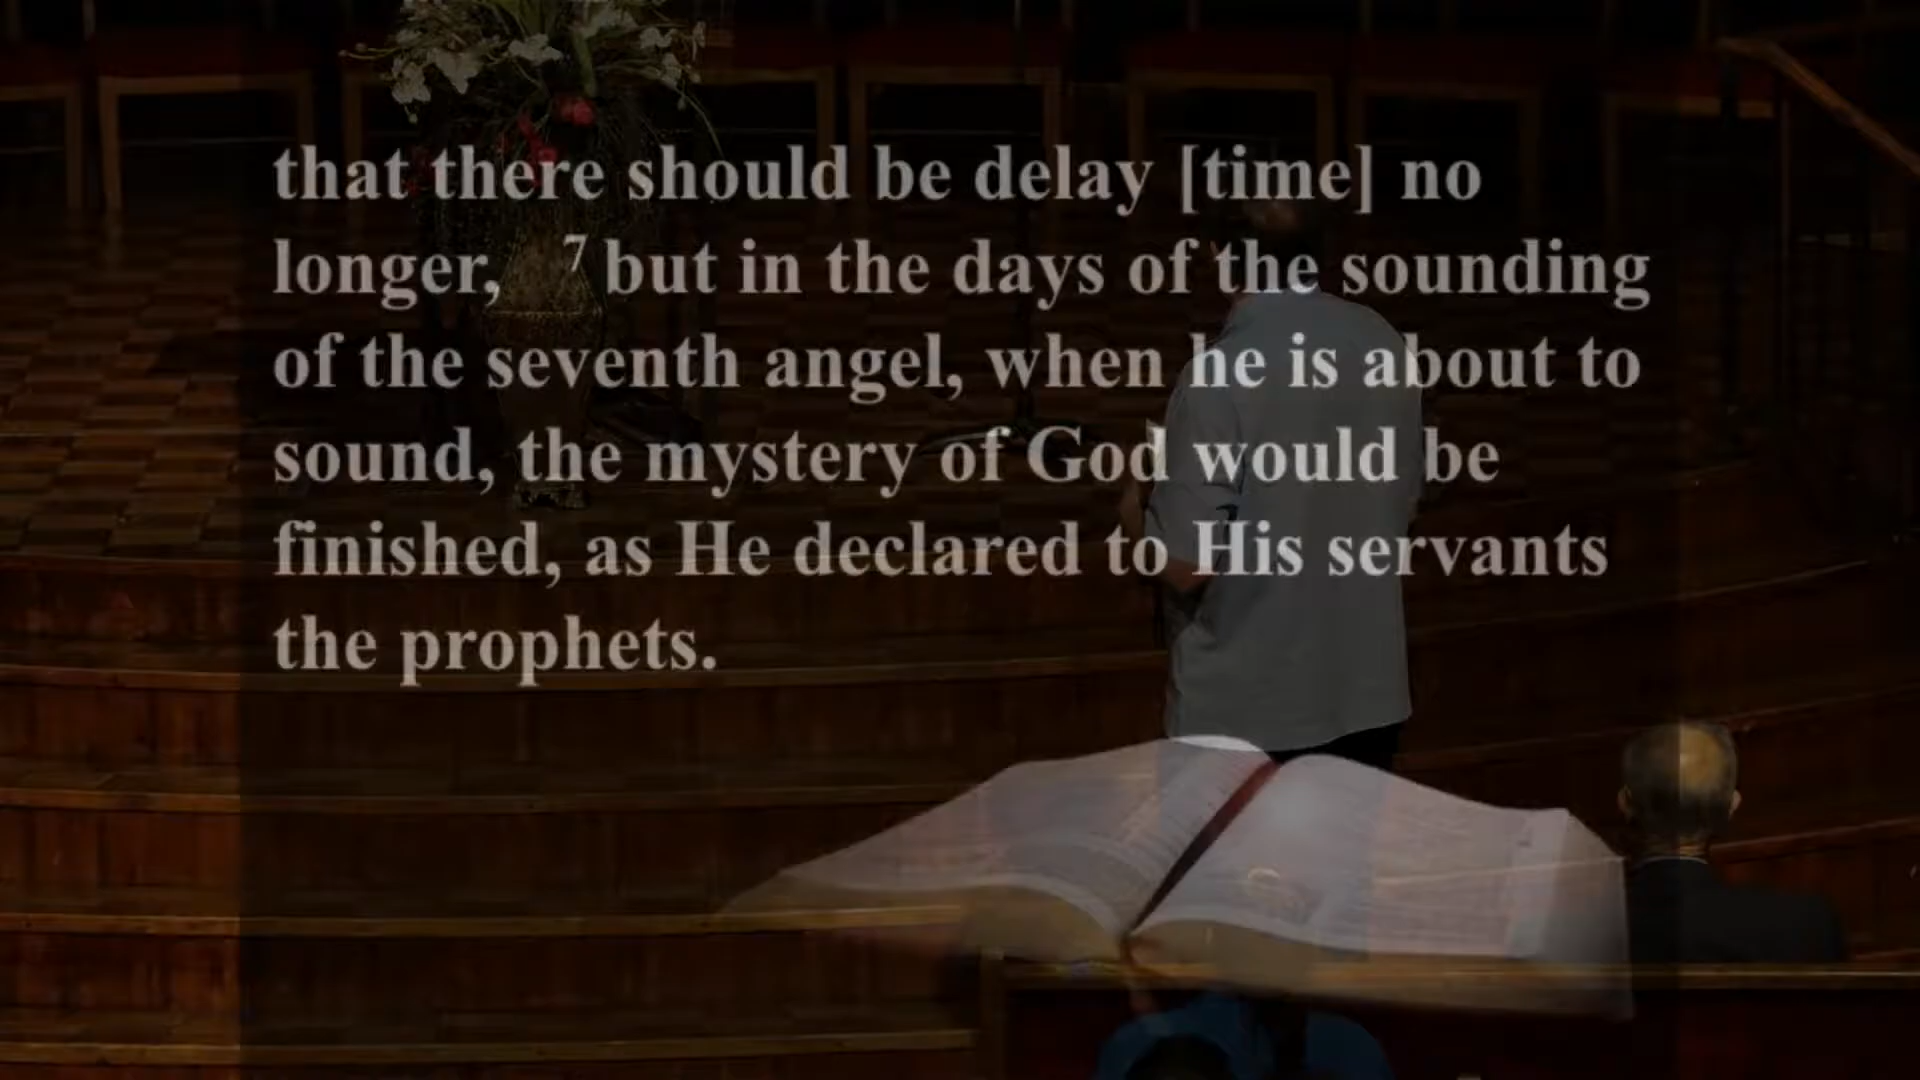 that there should be delay [time] no
longer, 7 but in the days of the sounding
of the seventh angel, when he is about to
sound, the mystery of God would be
finished, as He declared to His servants
the prophets.